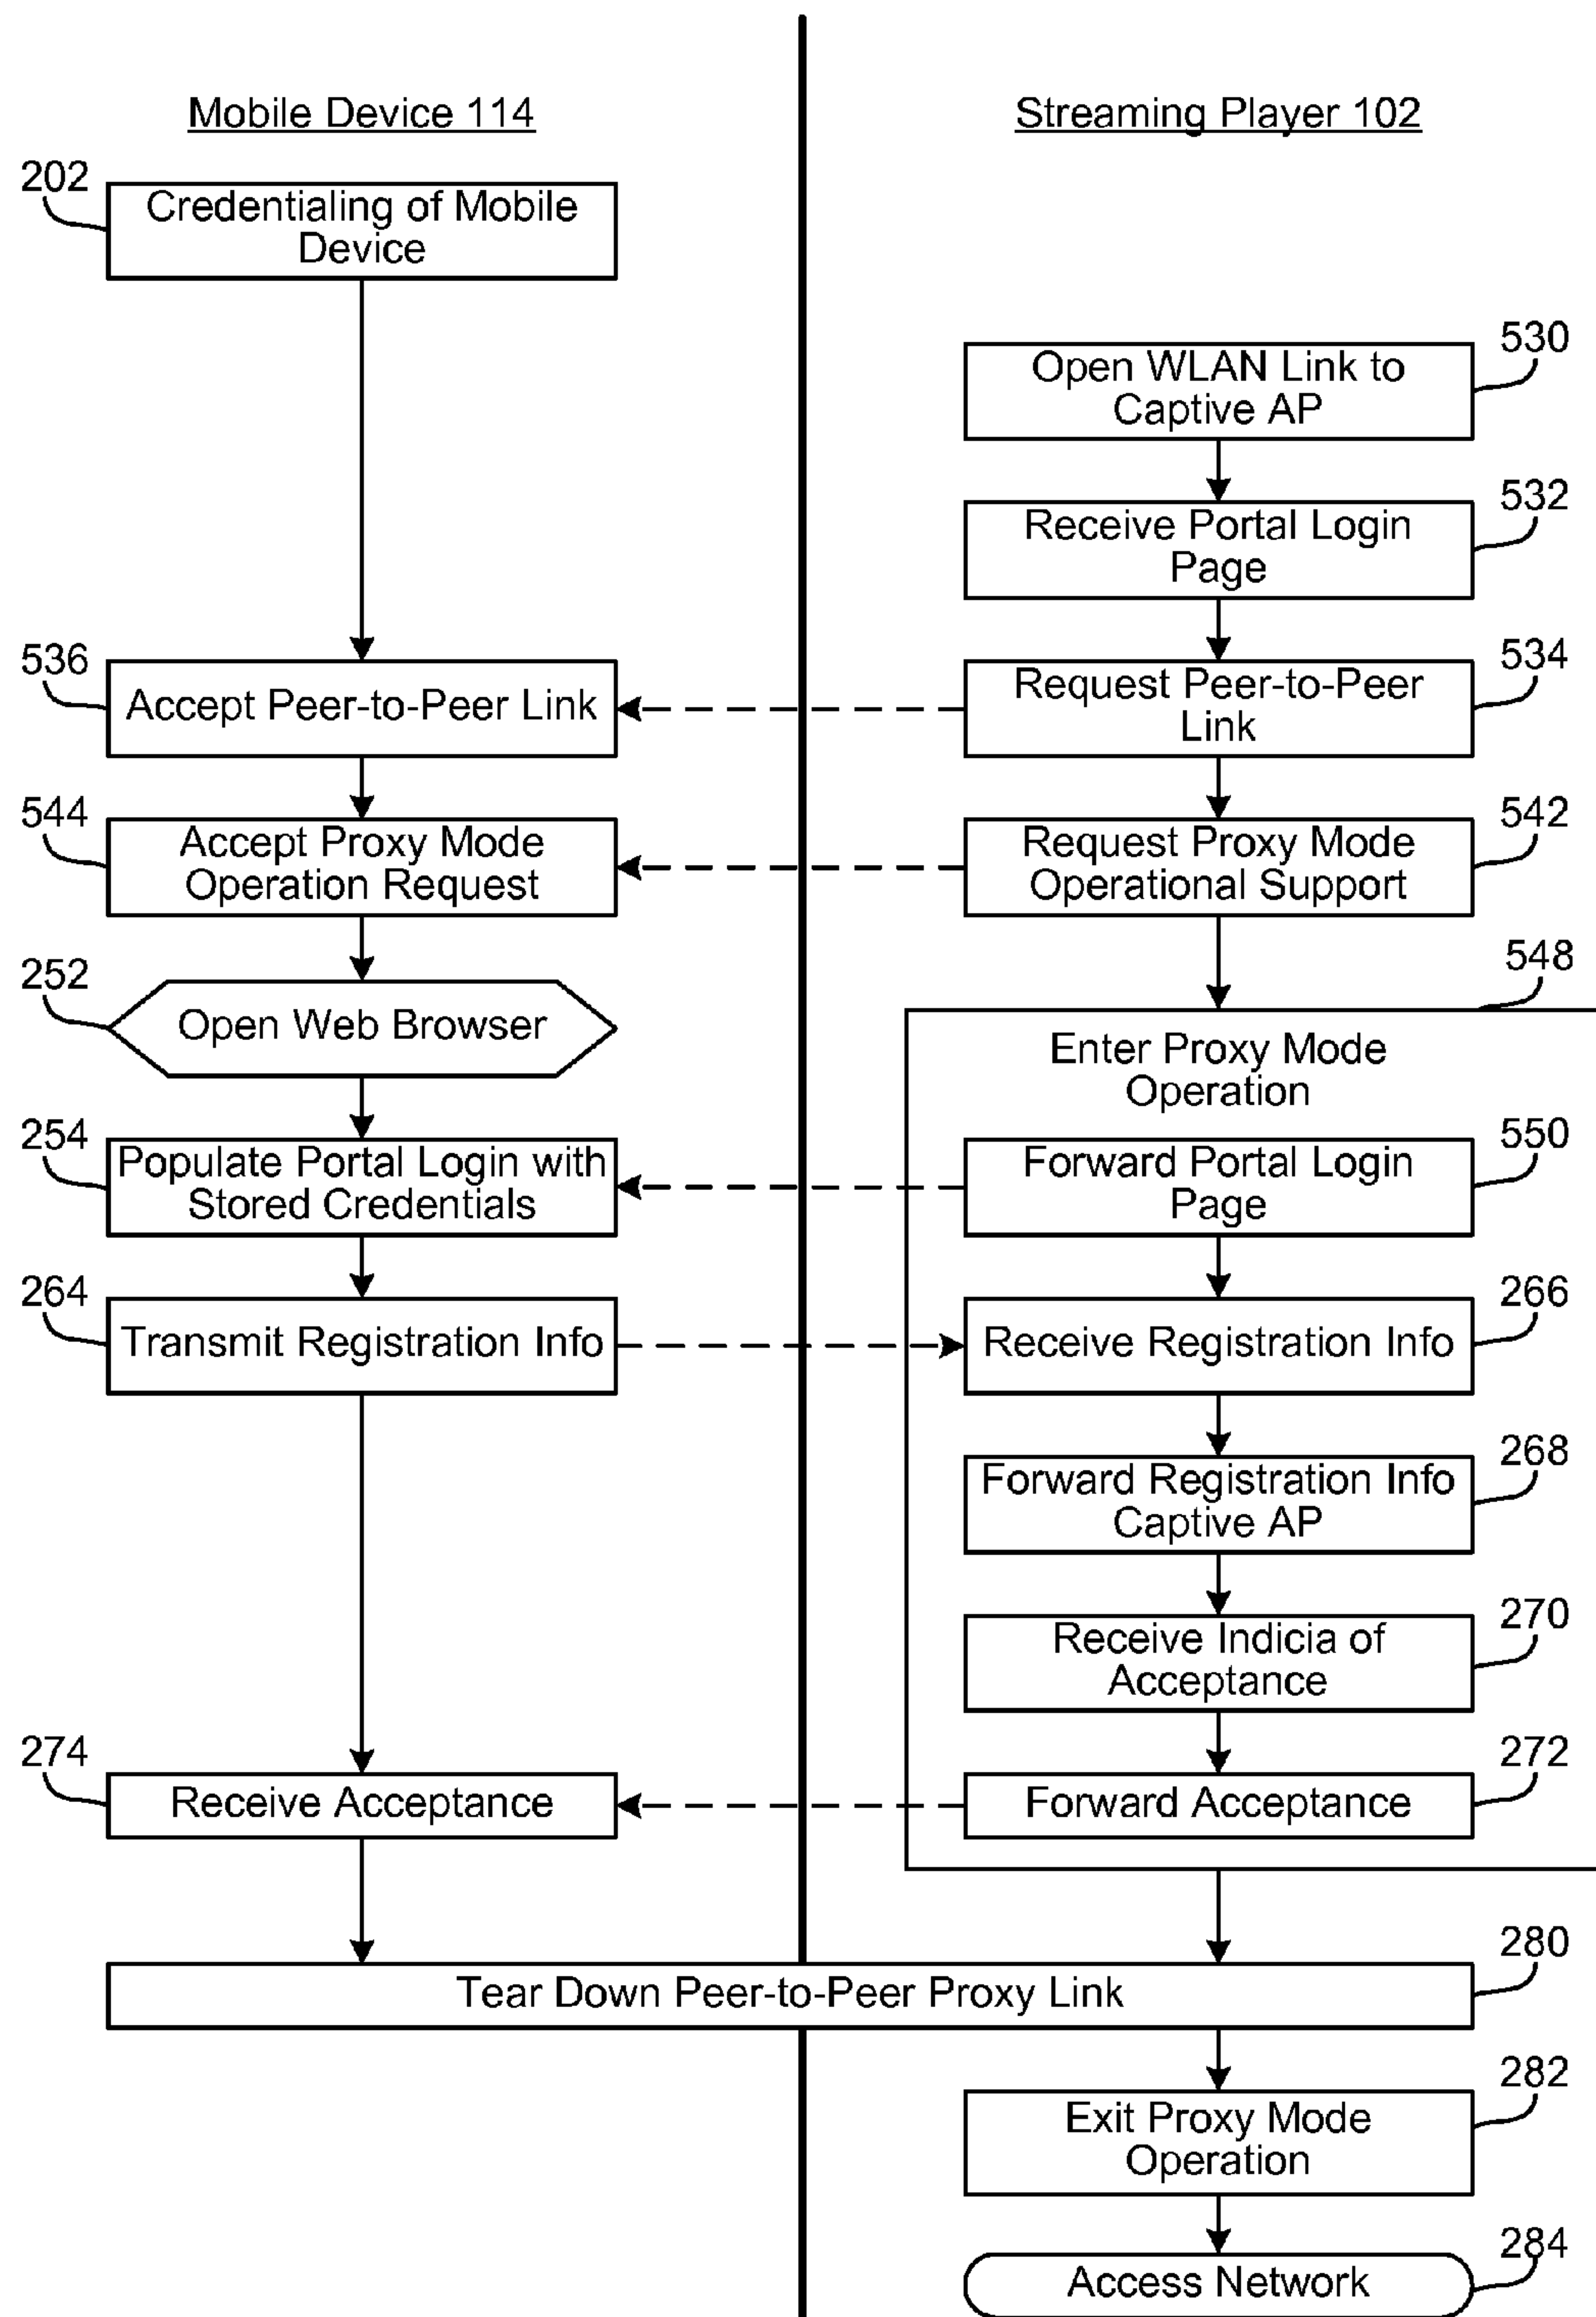 Mobile Device 114
Streaming Player 102
202
Credentialing of Mobile
Device
530
Open WLAN Link to
Captive AP
532
Receive Portal Login
Page
536
Accept Peer-to-Peer Link
534
Request Peer-to-Peer
Link
544
Accept Proxy Mode
Operation Request
542
Request Proxy Mode
Operational Support
252
Open Web Browser
548
Enter Proxy Mode
Operation
254
Populate Portal Login with
Stored Credentials
550
Forward Portal Login
Page
264
Transmit Registration Info
266
Receive Registration Info
268
Forward Registration Info
Captive AP
270
Receive Indicia of
Acceptance
274
Receive Acceptance
272
Forward Acceptance
280
Tear Down Peer-to-Peer Proxy Link
282
Exit Proxy Mode
Operation
284
Access Network